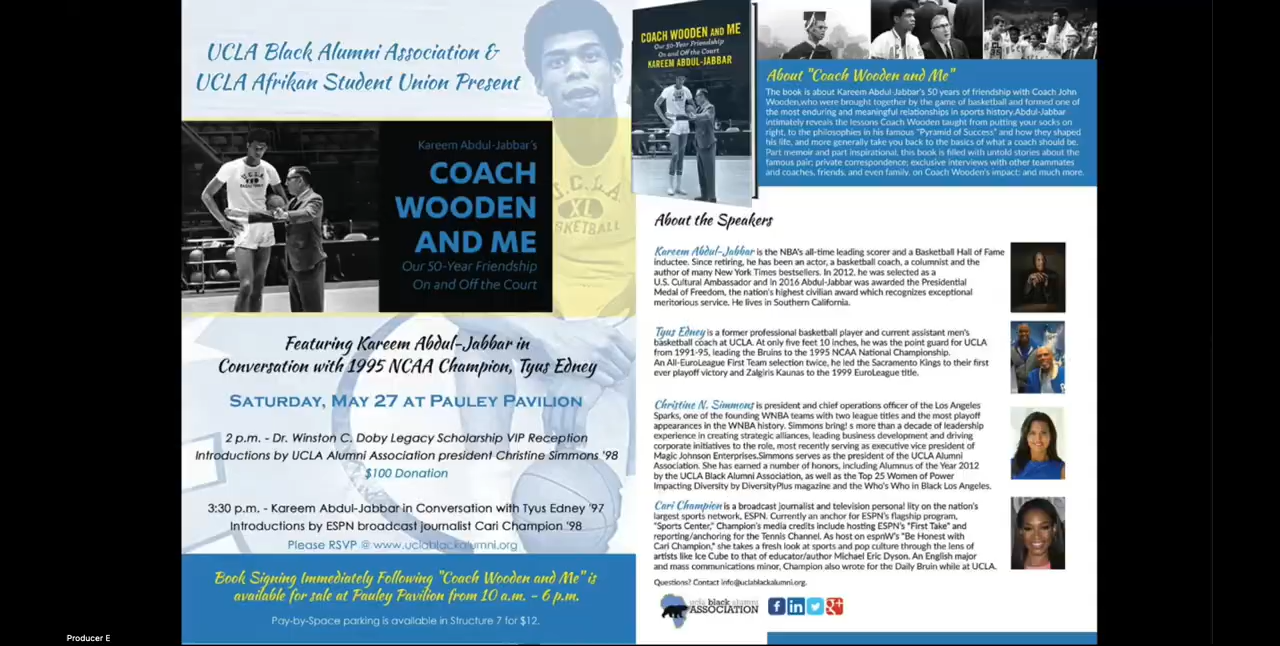 UCLA Black Alumni Association &
UCLA Afrikan Student Union Present
Kareem Abdul-Jabbar's
COACH
WOODEN
AND ME
Our 50-Year Friendship
On and Off the Court
U.C.L.A
XL
BASKETBALL
Featuring Kareem Abdul-Jabbar in
Conversation with 1995 NCAA Champion, Tyus Edney
SATURDAY, MAY 27 AT PAULEY PAVILION
2 p.m. - Dr. Winston C. Doby Legacy Scholarship VIP Reception
Introductions by UCLA Alumni Association president Christine Simmons '98
$100 Donation
3:30 p.m. - Kareem Abdul-Jabbar in Conversation with Tyus Edney '97
Introductions by ESPN broadcast journalist Cari Champion '98
Please RSVP @ www.uclablackalumni.org
Book Signing Immediately Following "Coach Wooden and Me" is
available for sale at Pauley Pavilion from 10 a.m. - 6 p.m.
Pay-by-Space parking is available in Structure 7 for $12.
COACH WOODEN AND ME
Our 50-Year Friendship
On and Off the Court
KAREEM ABDUL-JABBAR
About "Coach Wooden and Me"
The book is about Kareem Abdul-Jabbar's 50 years of friendship with Coach John
Wooden,who were brought together by the game of basketball and formed one of
the most enduring and meaningful relationships in sports history.Abdul-Jabbar
intimately reveals the lessons Coach Wooden taught from putting your socks on
right, to the philosophies in his famous "Pyramid of Success" and how they shaped
his life, and more generally take you back to the basics of what a coach should be.
Part memoir and part inspirational, this book is filled with untold stories about the
famous pair; private correspondence; exclusive interviews with other teammates
and coaches, friends, and even family, on Coach Wooden's impact; and much more.
About the Speakers
Kareem Abdul-Jabbar is the NBA's all-time leading scorer and a Basketball Hall of Fame
inductee. Since retiring, he has been an actor, a basketball coach, a columnist and the
author of many New York Times bestsellers. In 2012, he was selected as a
U.S. Cultural Ambassador and in 2016 Abdul-Jabbar was awarded the Presidential
Medal of Freedom, the nation's highest civilian award which recognizes exceptional
meritorious service. He lives in Southern California.
Tyus Edney is a former professional basketball player and current assistant men's
basketball coach at UCLA. At only five feet 10 inches, he was the point guard for UCLA
from 1991-95, leading the Bruins to the 1995 NCAA National Championship.
An All-EuroLeague First Team selection twice, he led the Sacramento Kings to their first
ever playoff victory and Zalgiris Kaunas to the 1999 EuroLeague title.
Christine N. Simmons is president and chief operations officer of the Los Angeles
Sparks, one of the founding WNBA teams with two league titles and the most playoff
appearances in the WNBA history. Simmons bring! s more than a decade of leadership
experience in creating strategic alliances, leading business development and driving
corporate initiatives to the role, most recently serving as executive vice president of
Magic Johnson Enterprises.Simmons serves as the president of the UCLA Alumni
Association. She has earned a number of honors, including Alumnus of the Year 2012
by the UCLA Black Alumni Association, as well as the Top 25 Women of Power
Impacting Diversity by DiversityPlus magazine and the Who's Who in Black Los Angeles.
Cari Champion is a broadcast journalist and television personal lity on the nation's
largest sports network, ESPN. Currently an anchor for ESPN's flagship program,
"Sports Center," Champion's media credits include hosting ESPN's "First Take" and
reporting/anchoring for the Tennis Channel. As host on espnW's "Be Honest with
Cari Champion," she takes a fresh look at sports and pop culture through the lens of
artists like Ice Cube to that of educator/author Michael Eric Dyson. An English major
and mass communications minor, Champion also wrote for the Daily Bruin while at UCLA.
Questions? Contact info@uclablackalumni.org.
ucla black alumni
ASSOCIATION
Producer E